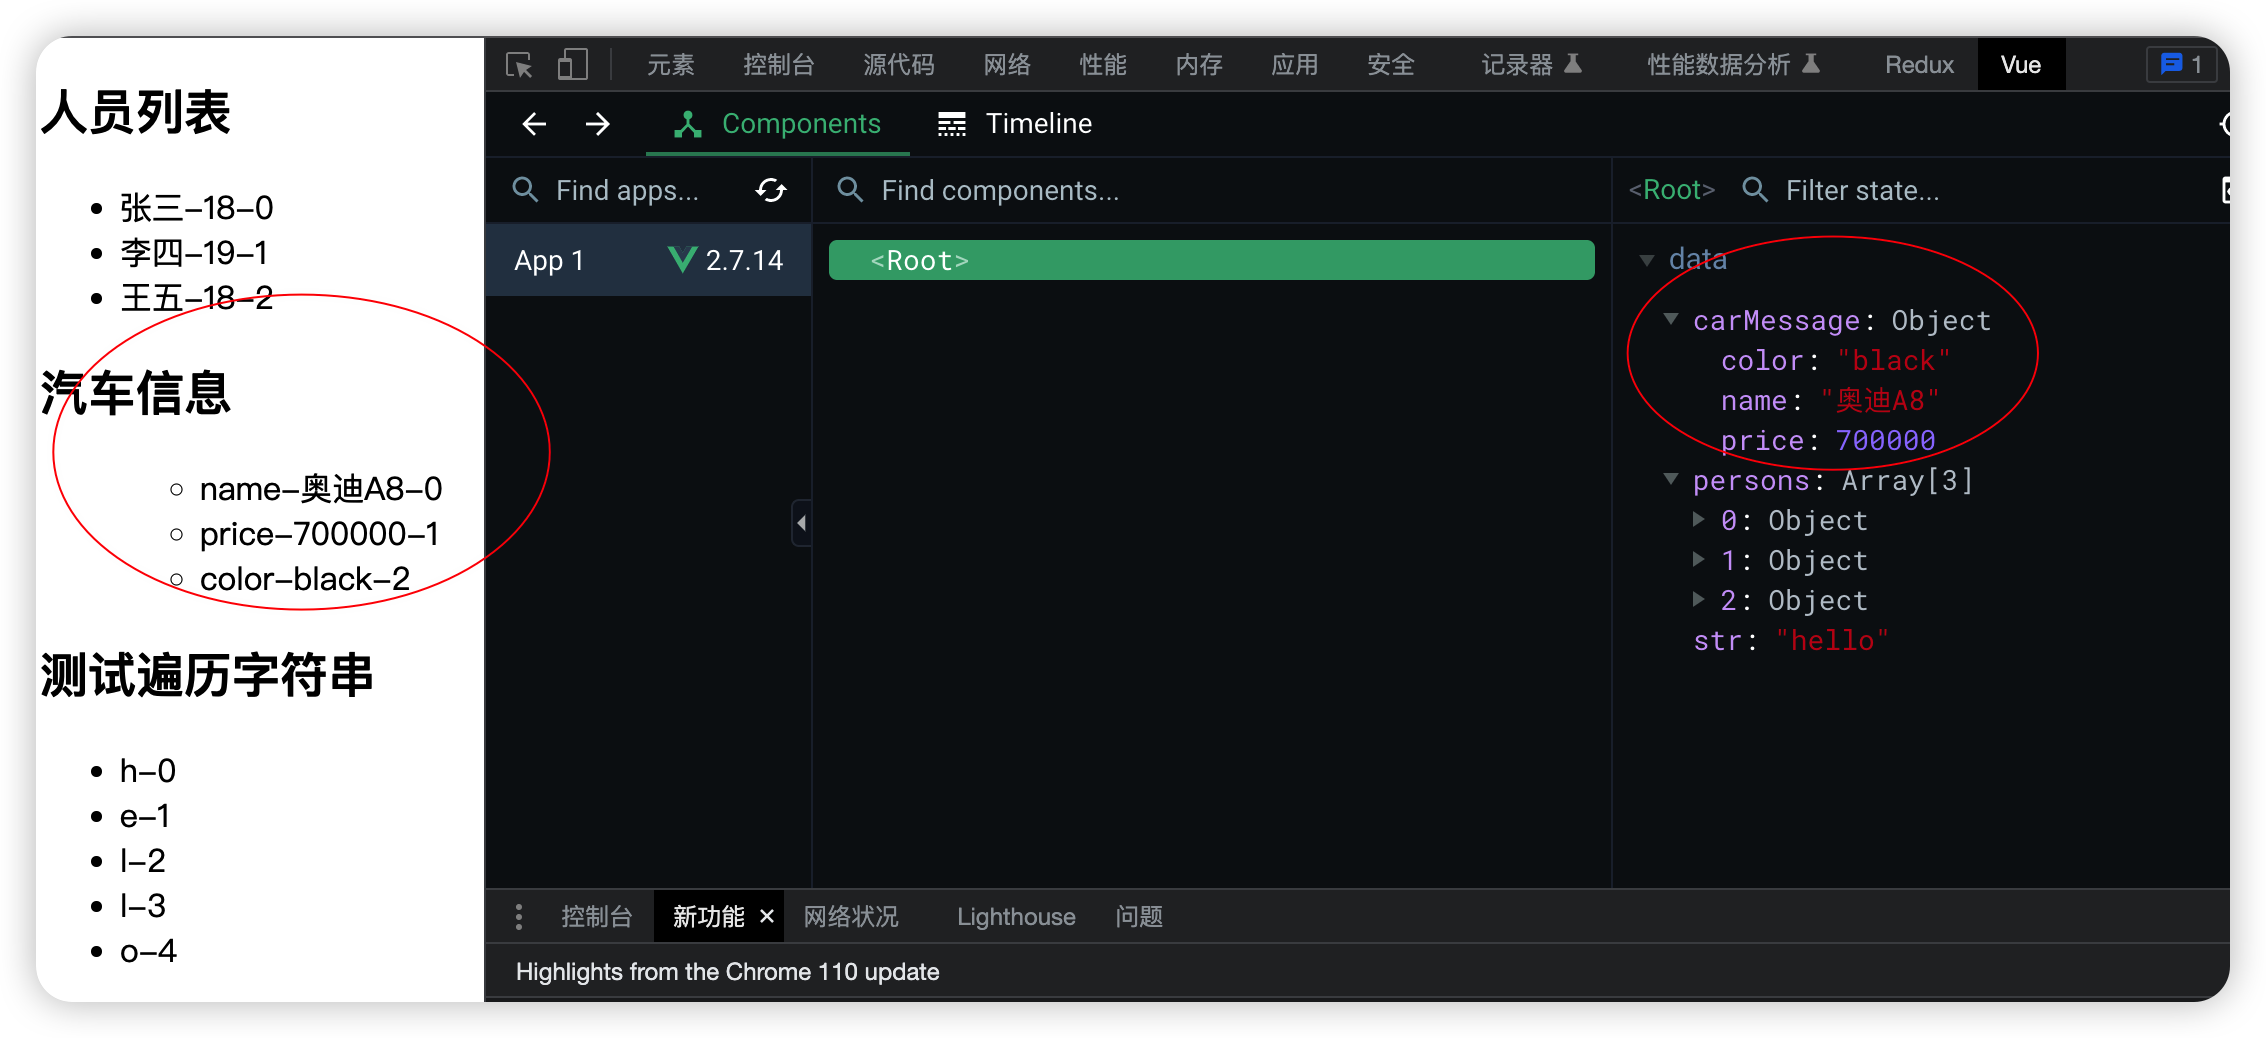 人员列表
张三-18-0
李四-19-1
王五-18-2
汽车信息
name-奥迪A8-0
price-700000-1
color-black-2
测试遍历字符串
h-0
e-1
l-2
l-3
o-4
元素 控制台 源代码 网络 性能 内存 应用 安全 记录器 性能数据分析 Redux Vue 1
Components Timeline
Find apps... Find components... <Root> Filter state...
App 1 2.7.14
<Root>
data
carMessage: Object
color: "black"
name: "奥迪A8"
price: 700000
persons: Array[3]
0: Object
1: Object
2: Object
str: "hello"
控制台 新功能 × 网络状况 Lighthouse 问题
Highlights from the Chrome 110 update